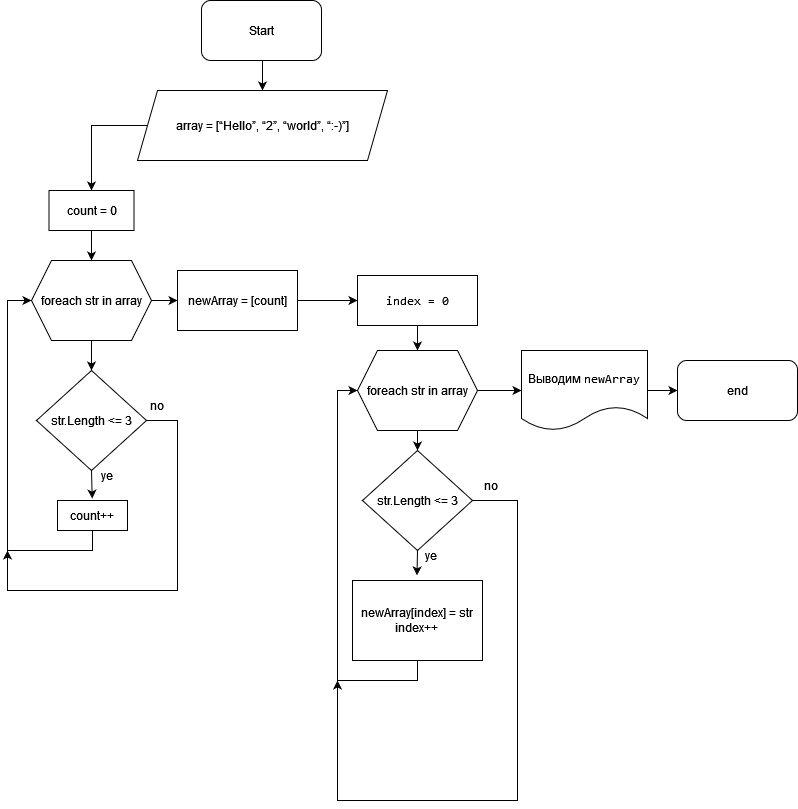 Start
array = [“Hello”, “2”, “world”, “:-)”]
count = 0
foreach str in array
newArray = [count]
index = 0
str.Length <= 3
no
ye
count++
foreach str in array
Выводим newArray
end
str.Length <= 3
no
ye
newArray[index] = str
index++